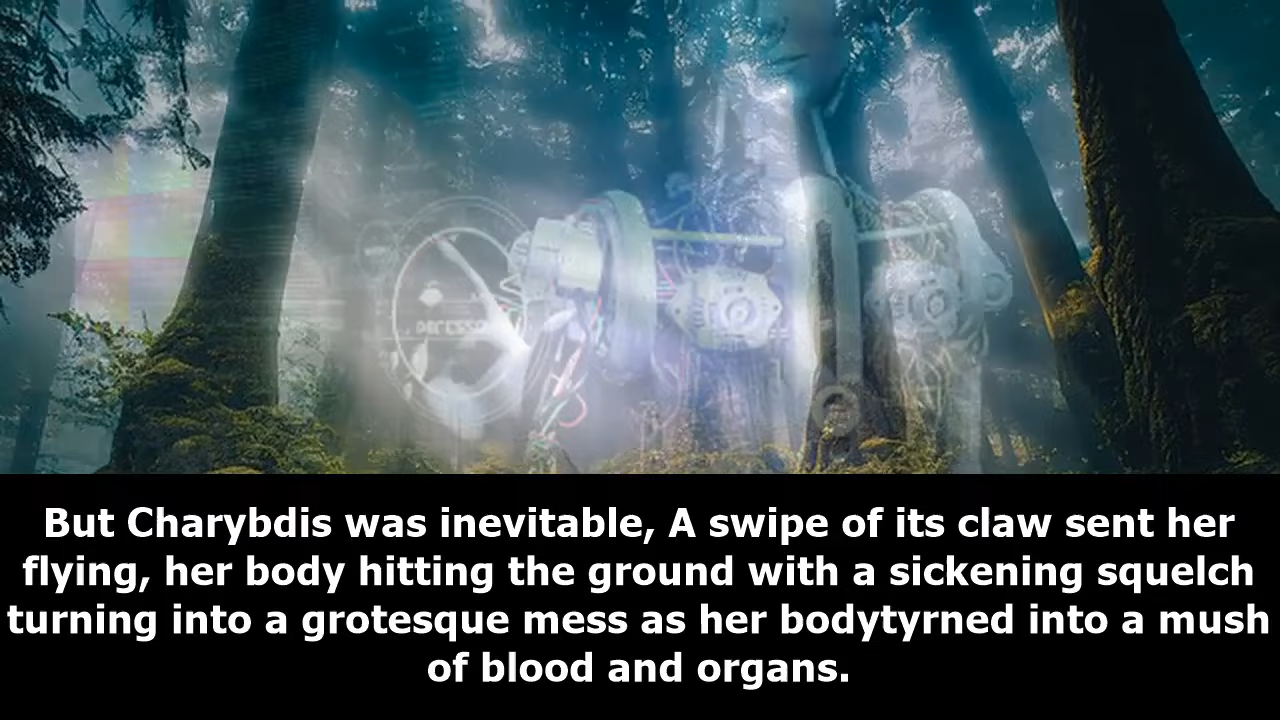 But Charybdis was inevitable, A swipe of its claw sent her
flying, her body hitting the ground with a sickening squelch
turning into a grotesque mess as her bodytyrned into a mush
of blood and organs.